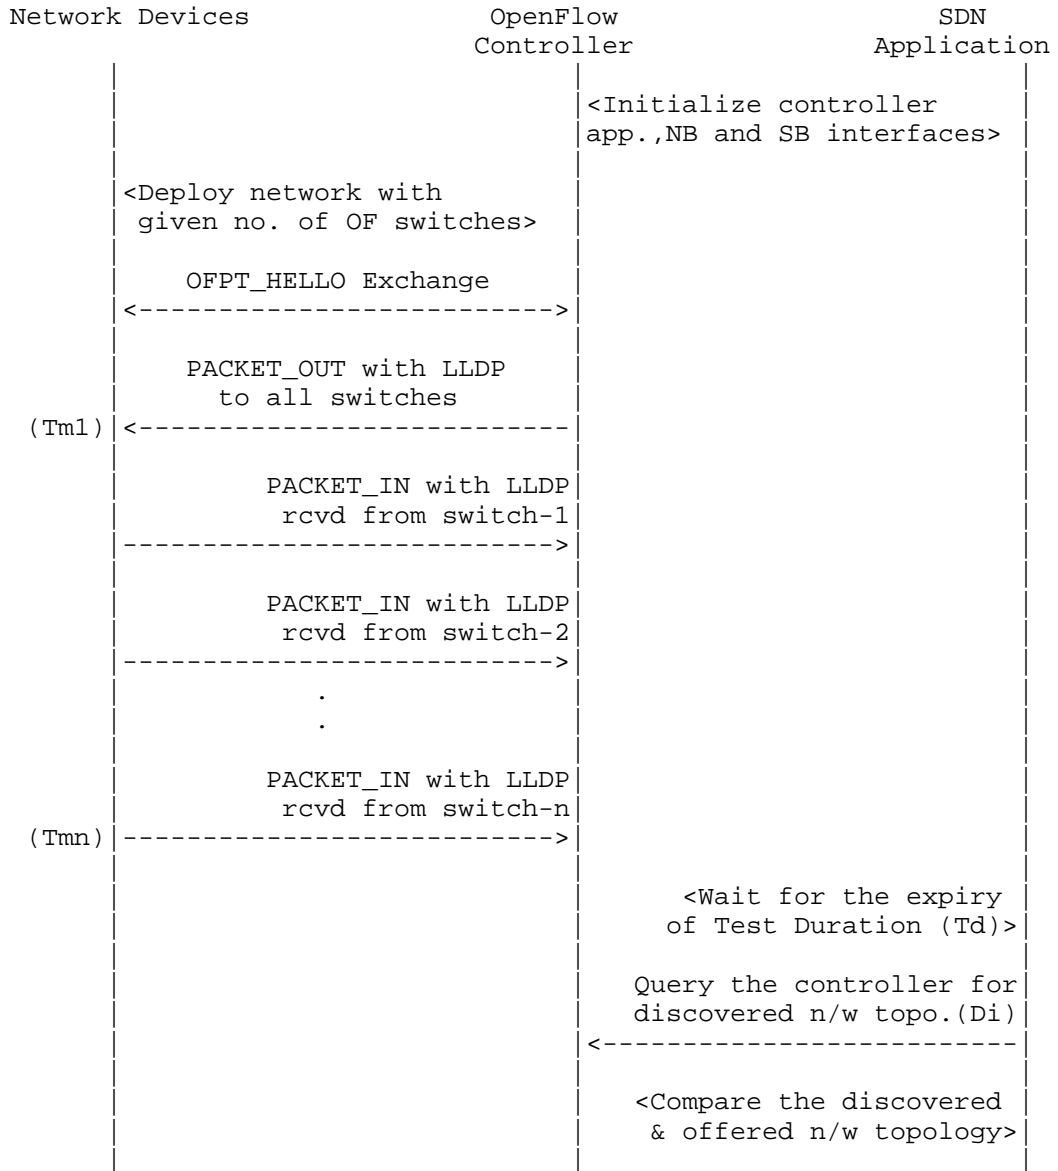 Network Devices OpenFlow SDN
Controller Application
<Initialize controller
app.,NB and SB interfaces>
<Deploy network with
given no. of OF switches>
OFPT_HELLO Exchange
<-------------------------->
PACKET_OUT with LLDP
to all switches
(Tm1) <---------------------------
PACKET_IN with LLDP
rcvd from switch-1
--------------------------->
PACKET_IN with LLDP
rcvd from switch-2
--------------------------->
.
.
PACKET_IN with LLDP
rcvd from switch-n
(Tmn) --------------------------->
<Wait for the expiry
of Test Duration (Td)>
Query the controller for
discovered n/w topo.(Di)
<--------------------------
<Compare the discovered
& offered n/w topology>